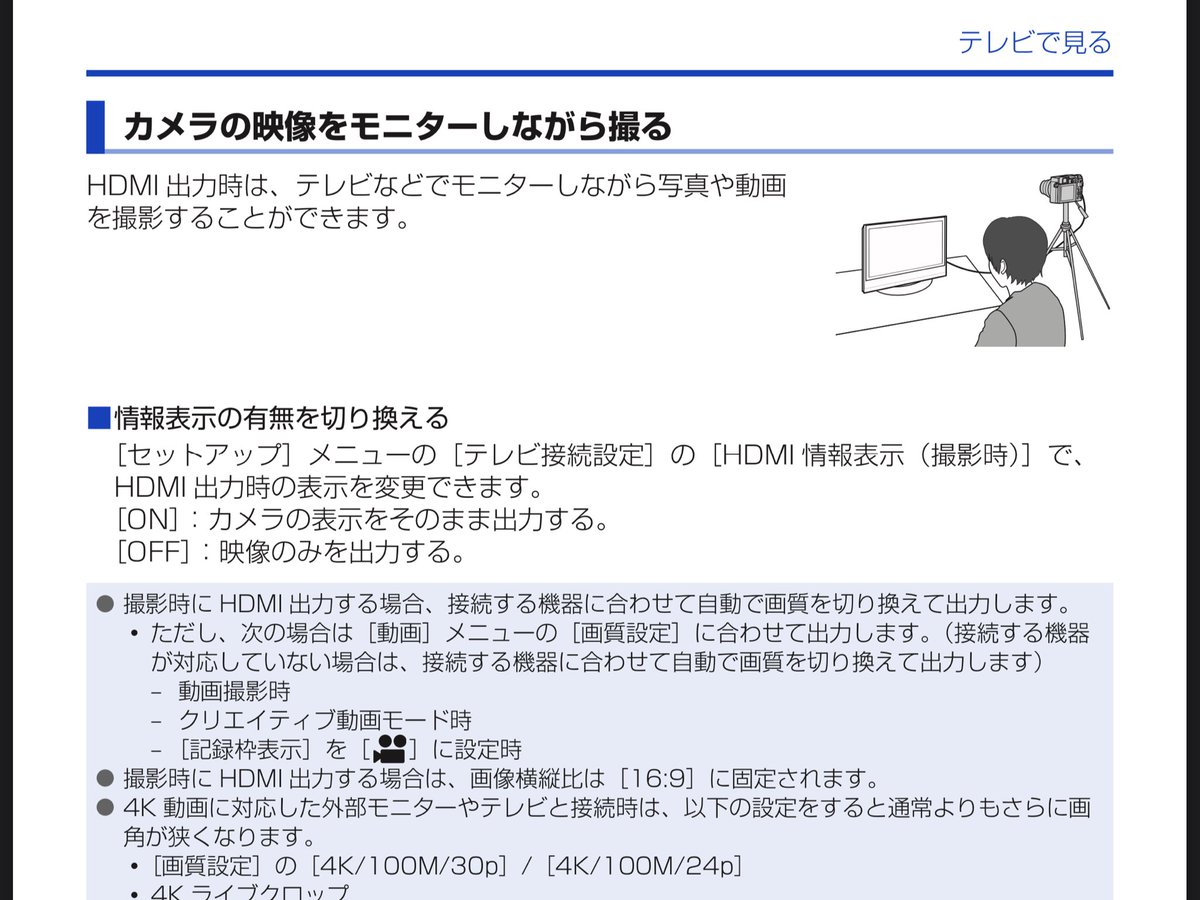 テレビで見る
カメラの映像をモニターしながら撮る
HDMI 出力時は、テレビなどでモニターしながら写真や動画
を撮影することができます。
■情報表示の有無を切り換える
［セットアップ］メニューの［テレビ接続設定］の［HDMI 情報表示（撮影時）］で、
HDMI 出力時の表示を変更できます。
［ON］：カメラの表示をそのまま出力する。
［OFF］：映像のみを出力する。
● 撮影時に HDMI 出力する場合、接続する機器に合わせて自動で画質を切り換えて出力します。
• ただし、次の場合は［動画］メニューの［画質設定］に合わせて出力します。（接続する機器
が対応していない場合は、接続する機器に合わせて自動で画質を切り換えて出力します）
– 動画撮影時
– クリエイティブ動画モード時
– ［記録枠表示］を［ ］に設定時
● 撮影時に HDMI 出力する場合は、画像横縦比は［16:9］に固定されます。
● 4K 動画に対応した外部モニターやテレビと接続時は、以下の設定をすると通常よりもさらに画
角が狭くなります。
• ［画質設定］の［4K/100M/30p］/［4K/100M/24p］
• 4K ライブクロップ